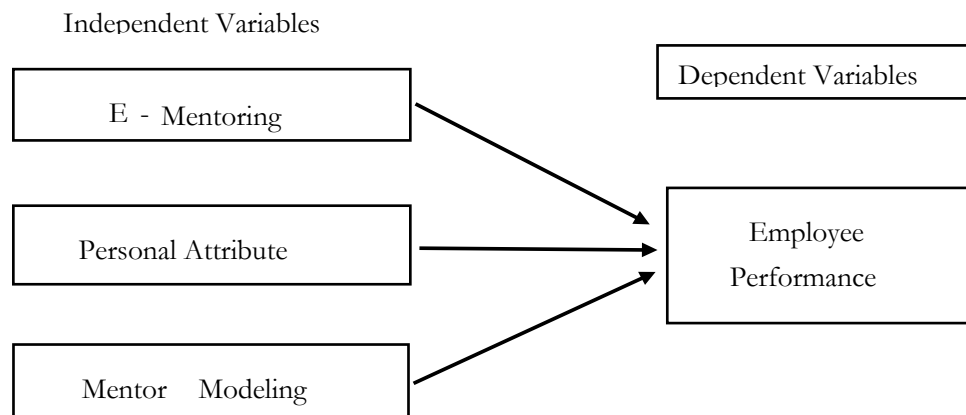 Independent Variables
Dependent Variables
E - Mentoring
Personal Attribute
Employee
Performance
Mentor Modeling